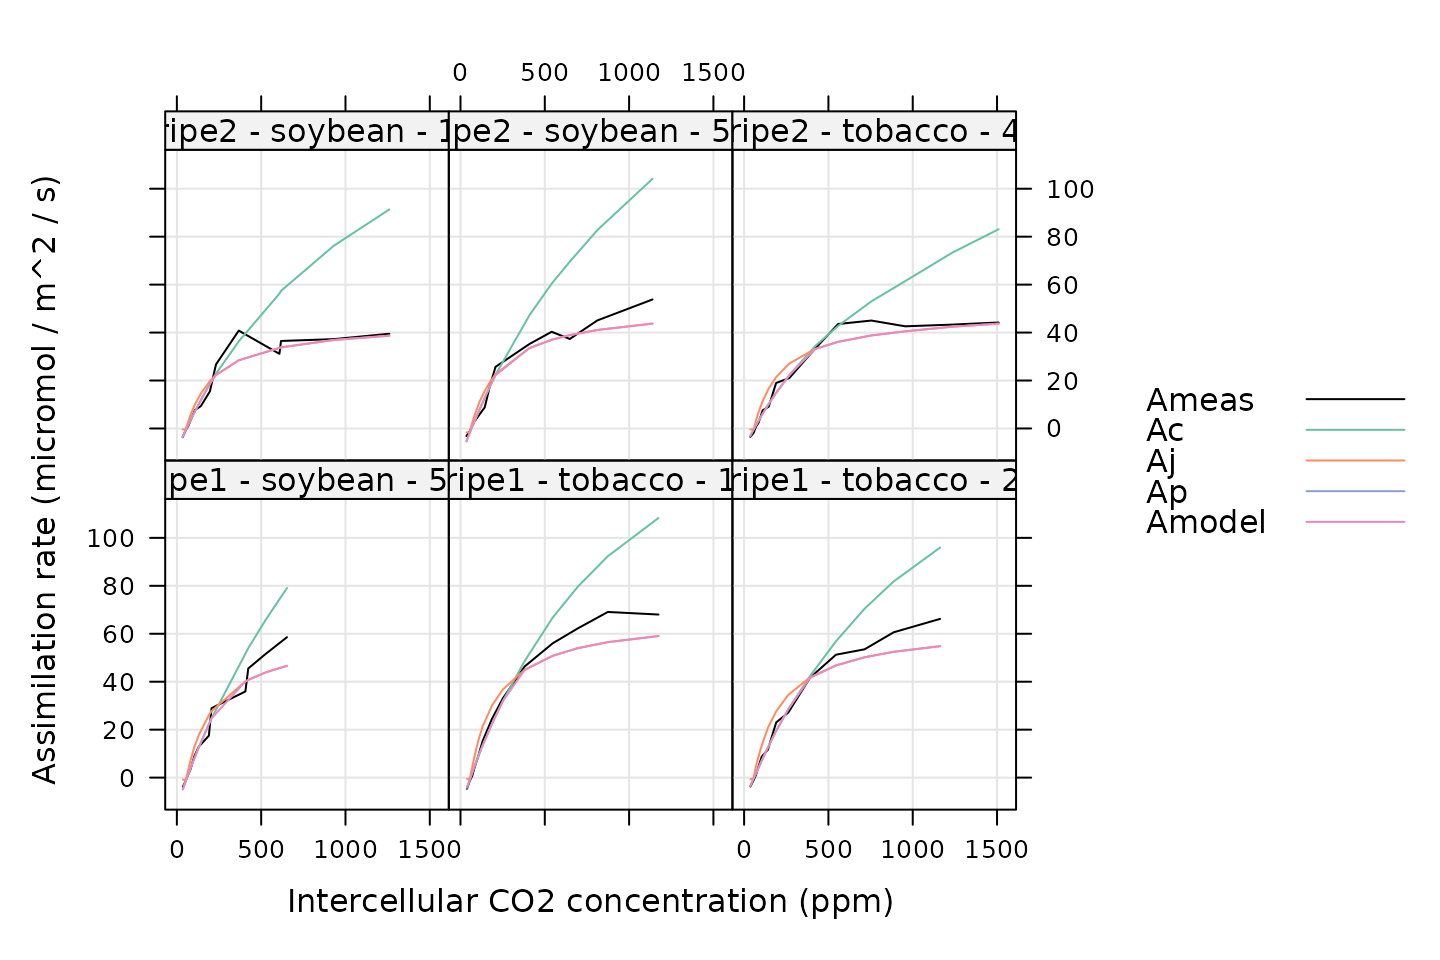 0 500 1000 1500
ripe2 - soybean - 1 pe2 - soybean - 5 ripe2 - tobacco - 4
100
80
60
40
20
0
pe1 - soybean - 5 ripe1 - tobacco - 1 ripe1 - tobacco - 2
100
80
60
40
20
0
0 500 1000 1500 0 500 1000 1500
Intercellular CO2 concentration (ppm)
Assimilation rate (micromol / m^2 / s)
Ameas
Ac
Aj
Ap
Amodel